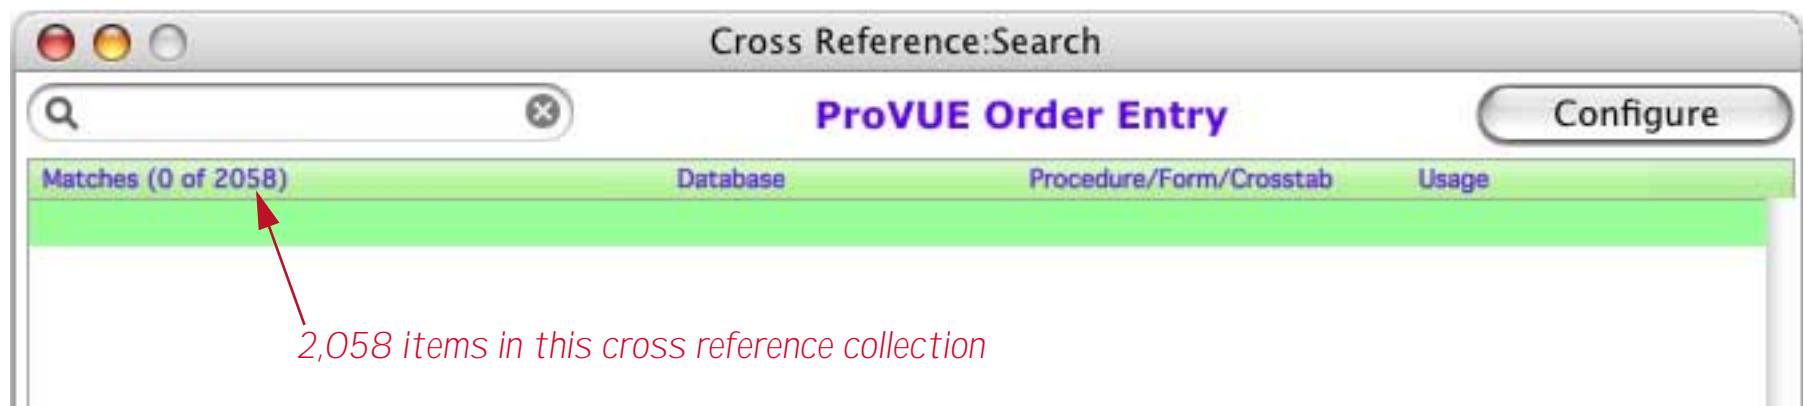 Cross Reference:Search
ProVUE Order Entry
Configure
Matches (0 of 2058)
Database
Procedure/Form/Crosstab
Usage
2,058 items in this cross reference collection